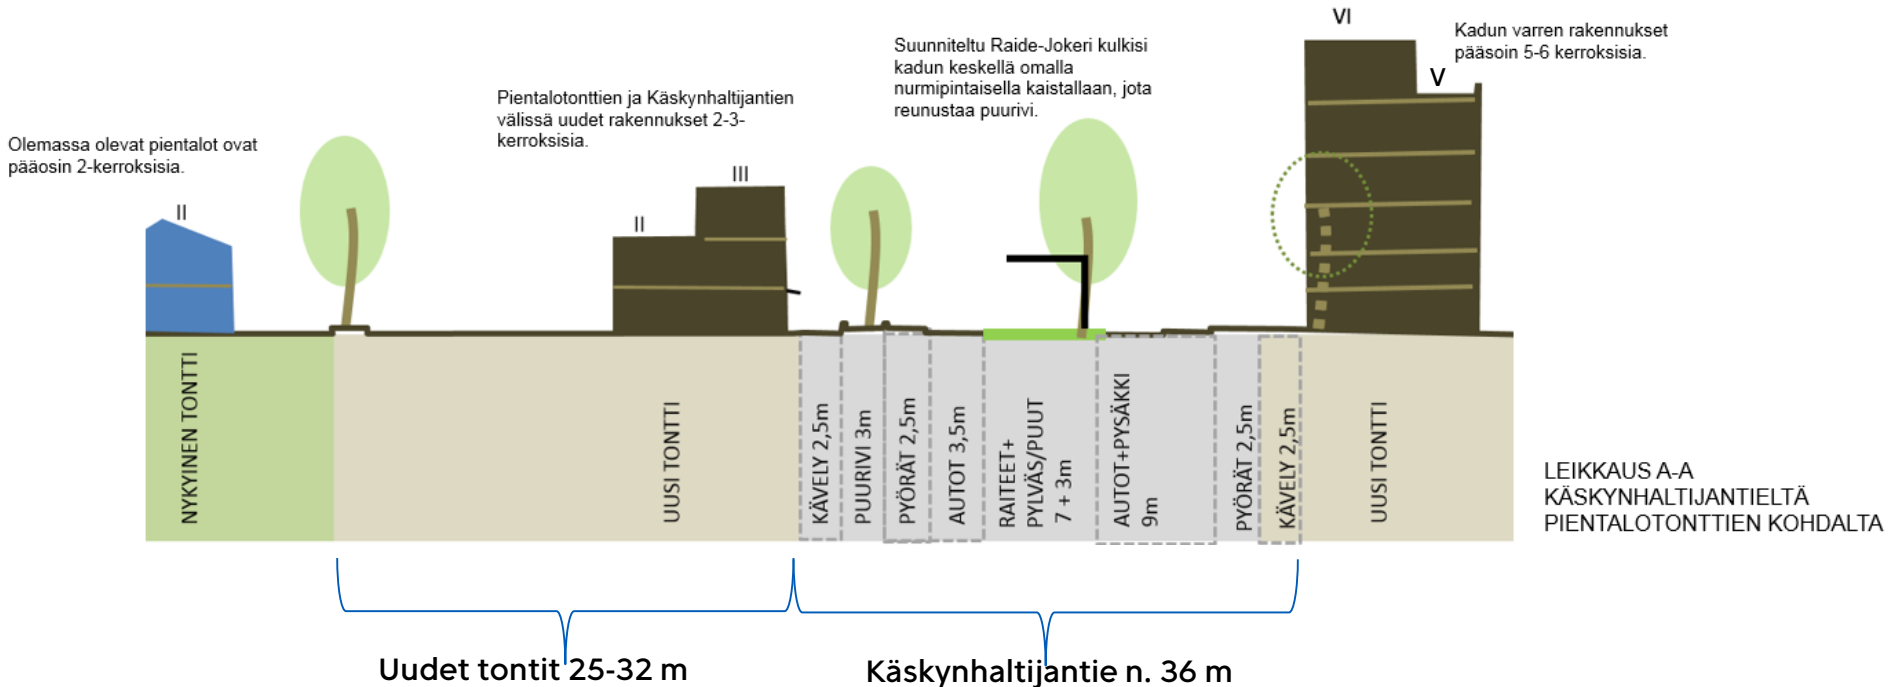 Olemassa olevat pientalot ovat
pääosin 2-kerroksisia.
II
Pientalotonttien ja Käskynhaltijantien
välissä uudet rakennukset 2-3-
kerroksisia.
II
III
Suunniteltu Raide-Jokeri kulkisi
kadun keskellä omalla
nurmipintaisella kaistallaan, jota
reunustaa puurivi.
VI
V
Kadun varren rakennukset
pääsoin 5-6 kerroksisia.
NYKYINEN TONTTI
UUSI TONTTI
KÄVELY 2,5m
PUURIVI 3m
PYÖRÄT 2,5m
AUTOT 3,5m
RAITEET+
PYLVÄS/PUUT
7 + 3m
AUTOT+PYSÄKKI
9m
PYÖRÄT 2,5m
KÄVELY 2,5m
UUSI TONTTI
LEIKKAUS A-A
KÄSKYNHALTIJANTIELTÄ
PIENTALOTONTTIEN KOHDALTA
Uudet tontit 25-32 m
Käskynhaltijantie n. 36 m